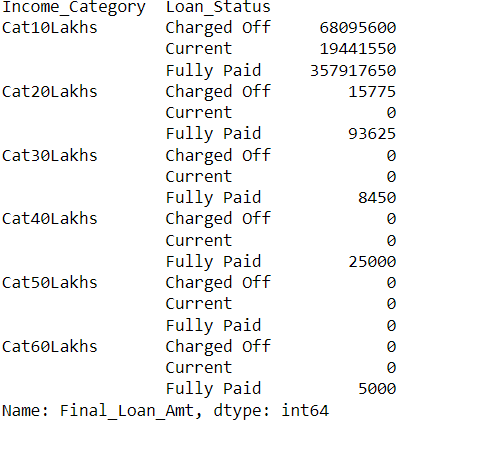 Income_Category  Loan_Status
Cat10Lakhs       Charged Off     68095600
                 Current         19441550
                 Fully Paid     357917650
Cat20Lakhs       Charged Off        15775
                 Current                0
                 Fully Paid         93625
Cat30Lakhs       Charged Off            0
                 Current                0
                 Fully Paid          8450
Cat40Lakhs       Charged Off            0
                 Current                0
                 Fully Paid         25000
Cat50Lakhs       Charged Off            0
                 Current                0
                 Fully Paid             0
Cat60Lakhs       Charged Off            0
                 Current                0
                 Fully Paid          5000
Name: Final_Loan_Amt, dtype: int64